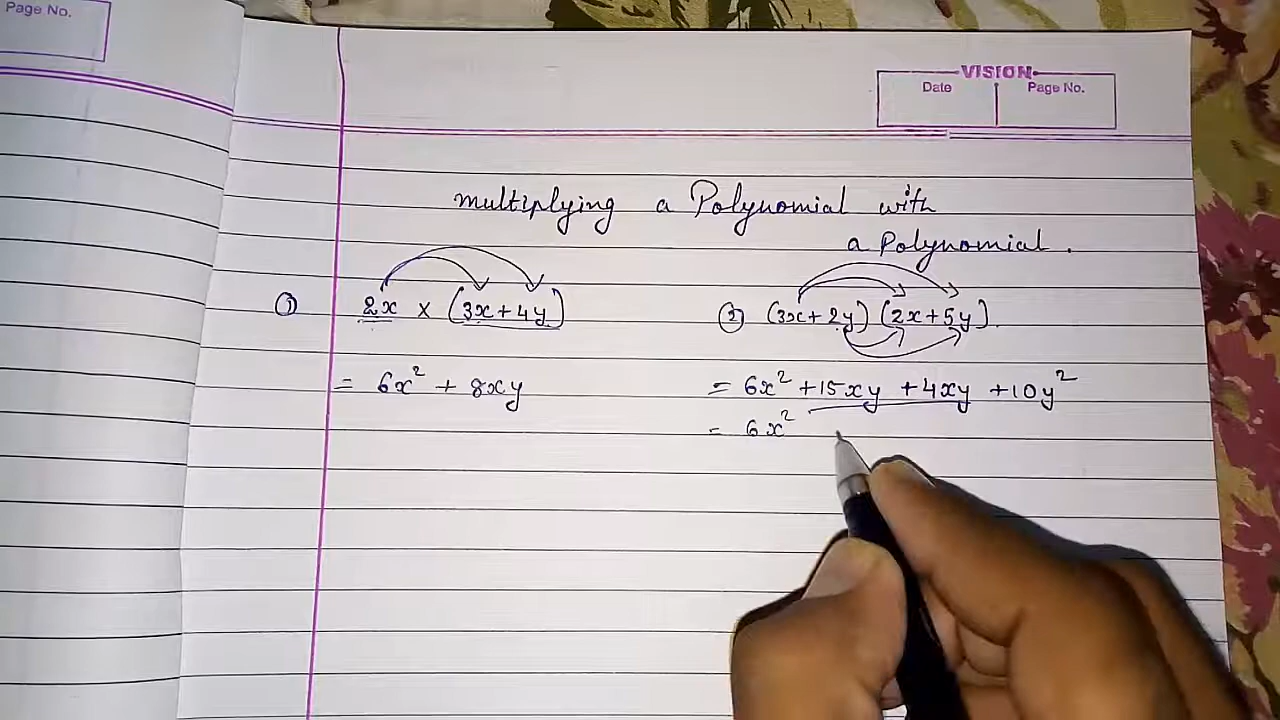 Page No.
VISION
Date Page No.
multiplying a Polynomial with
a Polynomial.
① 2x × (3x+4y)
= 6x² + 8xy
② (3x+2y)(2x+5y).
= 6x² +15xy +4xy +10y²
= 6x²